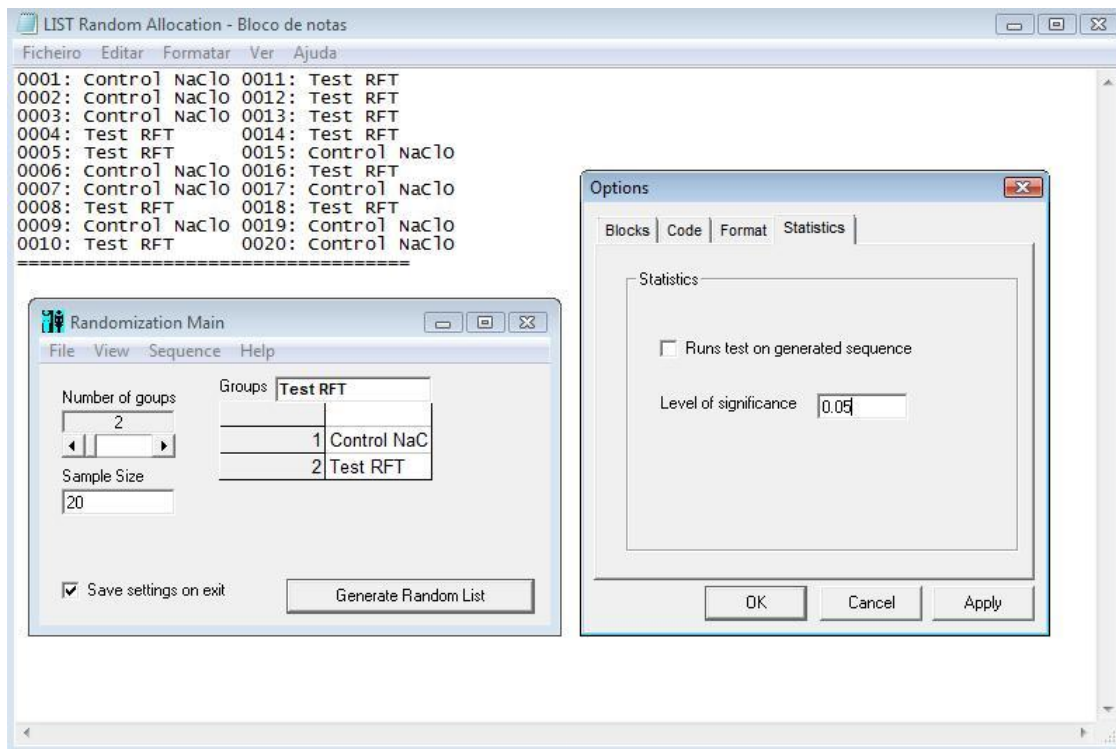 LIST Random Allocation - Bloco de notas
Ficheiro Editar Formatar Ver Ajuda
0001: Control NaClO 0011: Test RFT
0002: Control NaClO 0012: Test RFT
0003: Control NaClO 0013: Test RFT
0004: Test RFT 0014: Test RFT
0005: Test RFT 0015: Control NaClO
0006: Control NaClO 0016: Test RFT
0007: Control NaClO 0017: Control NaClO
0008: Test RFT 0018: Test RFT
0009: Control NaClO 0019: Control NaClO
0010: Test RFT 0020: Control NaClO
===================================
Randomization Main
File View Sequence Help
Number of goups
2
Sample Size
20
Groups Test RFT
1 Control NaC
2 Test RFT
Save settings on exit
Generate Random List
Options
Blocks Code Format Statistics
Statistics
Runs test on generated sequence
Level of significance 0.05
OK Cancel Apply